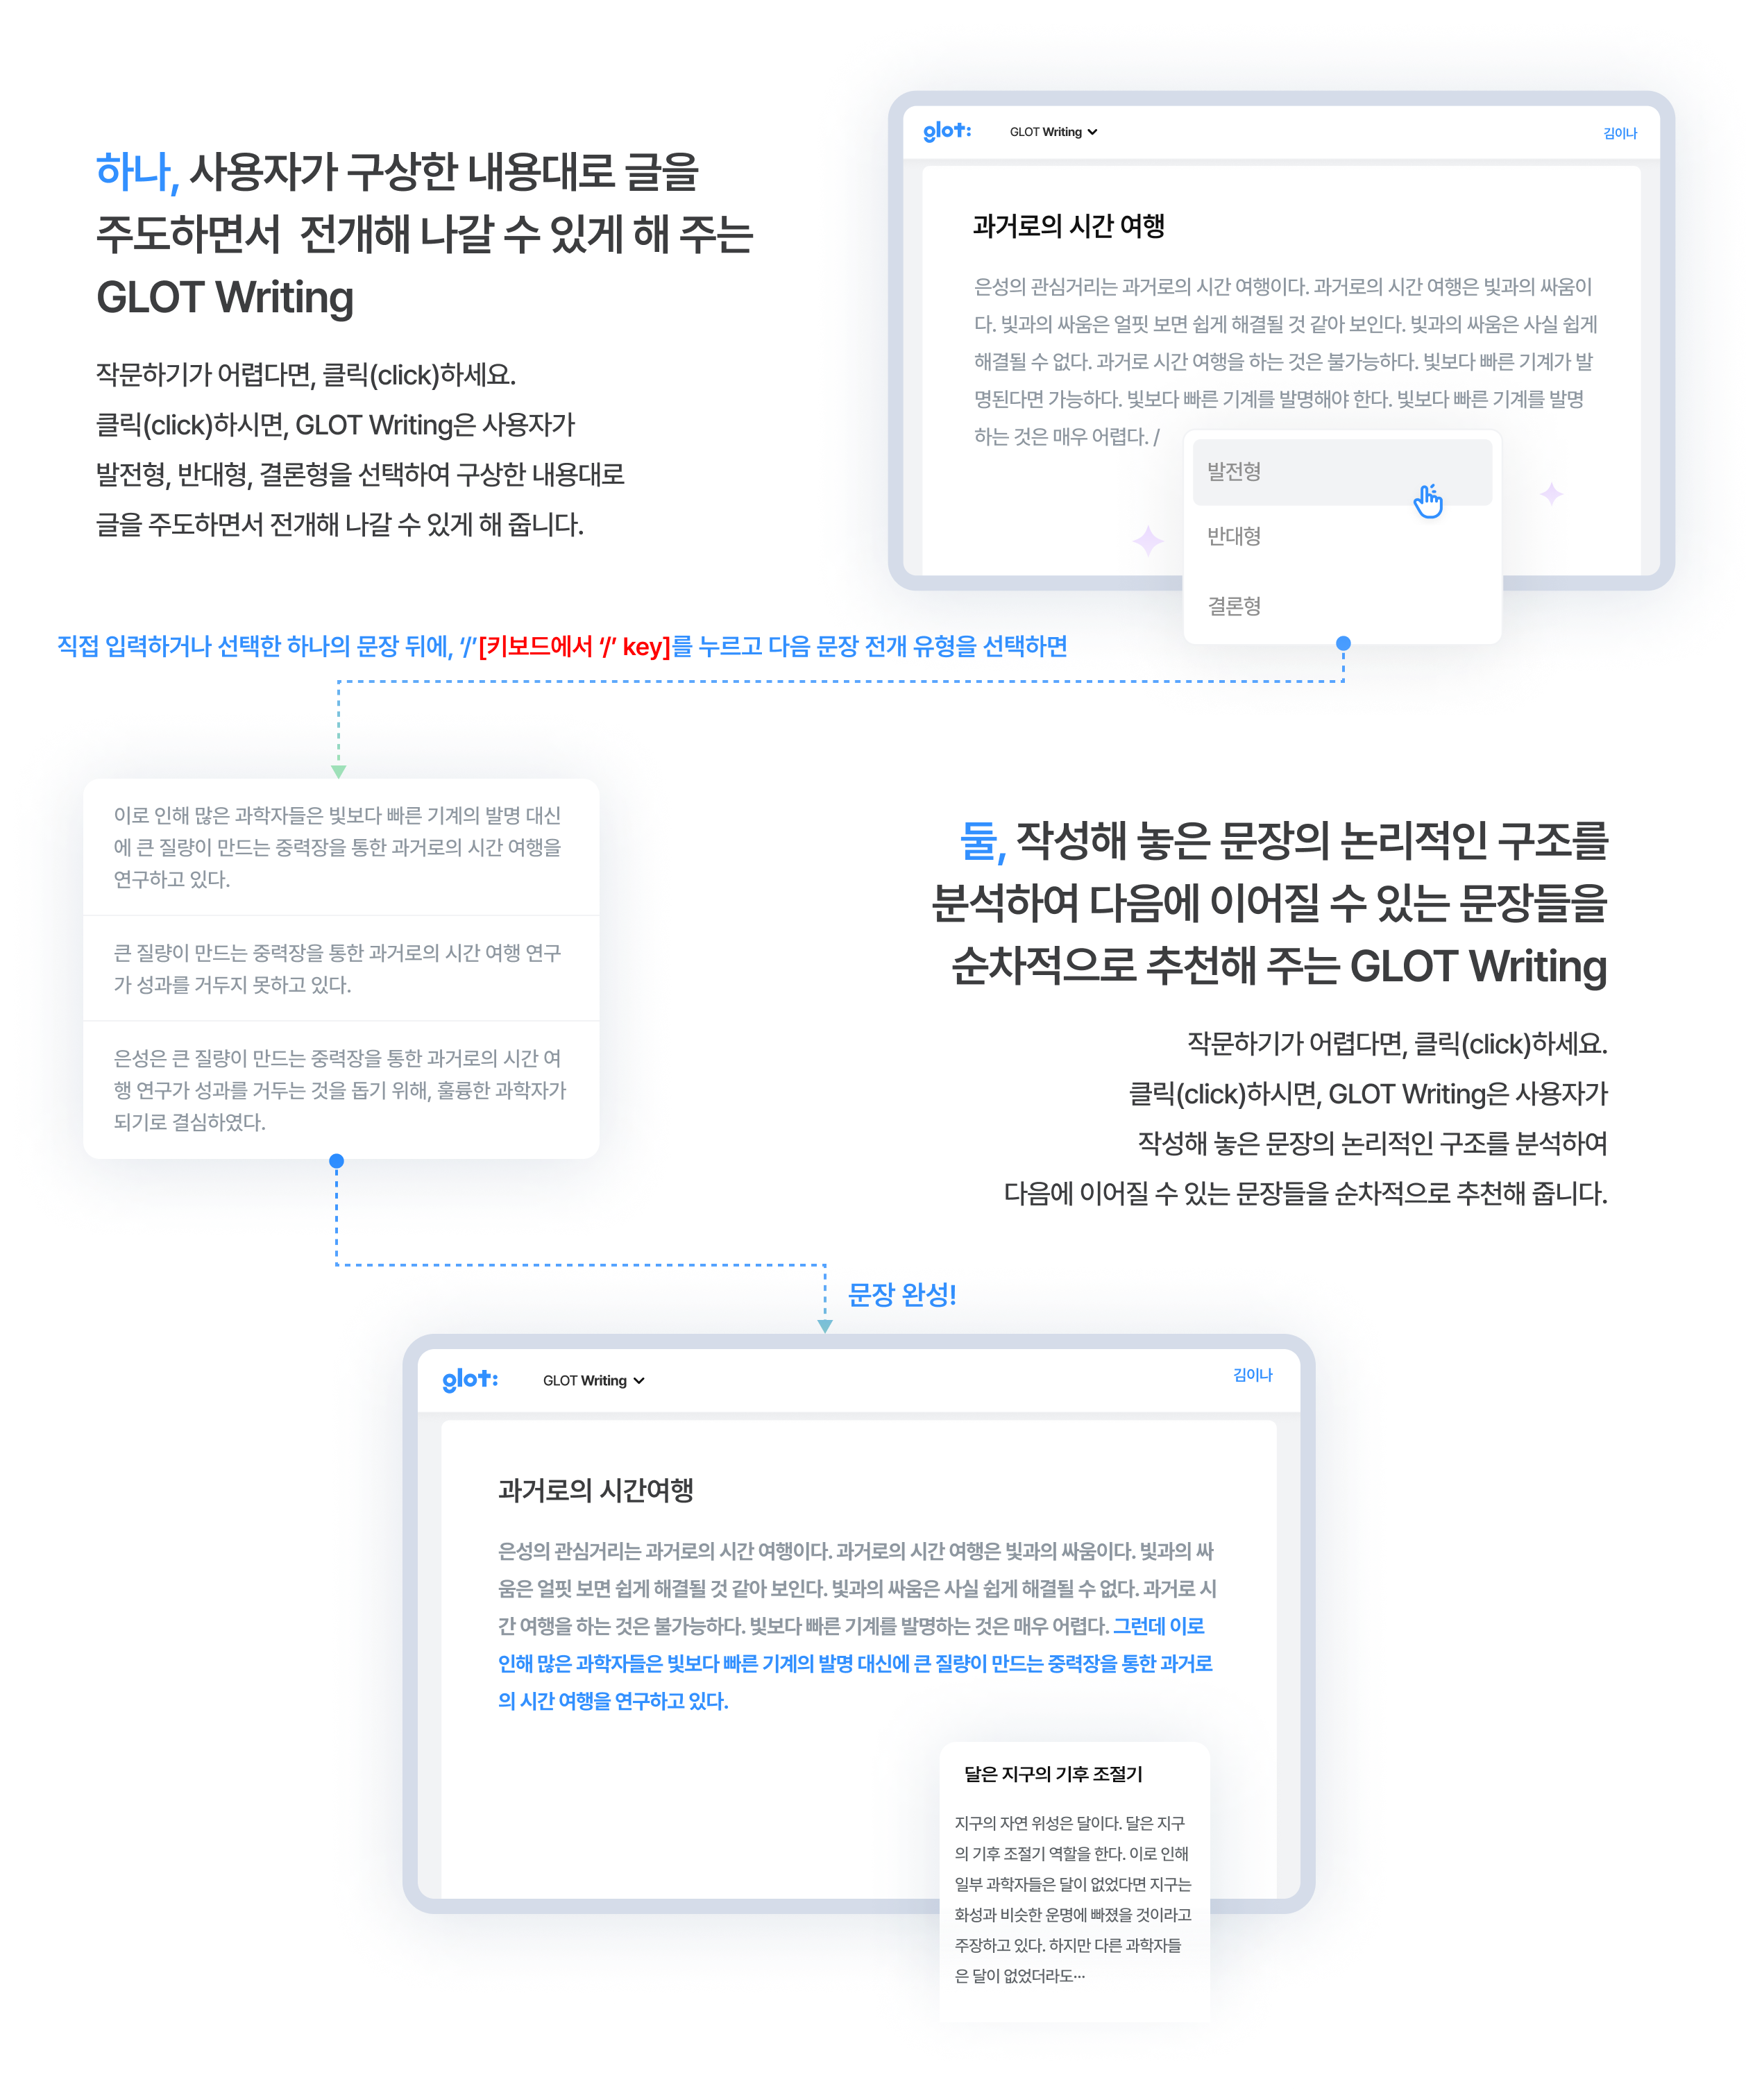 하나, 사용자가 구상한 내용대로 글을
주도하면서 전개해 나갈 수 있게 해 주는
GLOT Writing
작문하기가 어렵다면, 클릭(click)하세요.
클릭(click)하시면, GLOT Writing은 사용자가
발전형, 반대형, 결론형을 선택하여 구상한 내용대로
글을 주도하면서 전개해 나갈 수 있게 해 줍니다.
glot:
GLOT Writing
김이나
과거로의 시간 여행
은성의 관심거리는 과거로의 시간 여행이다. 과거로의 시간 여행은 빛과의 싸움이
다. 빛과의 싸움은 얼핏 보면 쉽게 해결될 것 같아 보인다. 빛과의 싸움은 사실 쉽게
해결될 수 없다. 과거로 시간 여행을 하는 것은 불가능하다. 빛보다 빠른 기계가 발
명된다면 가능하다. 빛보다 빠른 기계를 발명해야 한다. 빛보다 빠른 기계를 발명
하는 것은 매우 어렵다. /
발전형
반대형
결론형
직접 입력하거나 선택한 하나의 문장 뒤에, ‘/’[키보드에서 ‘/’ key]를 누르고 다음 문장 전개 유형을 선택하면
이로 인해 많은 과학자들은 빛보다 빠른 기계의 발명 대신
에 큰 질량이 만드는 중력장을 통한 과거로의 시간 여행을
연구하고 있다.
큰 질량이 만드는 중력장을 통한 과거로의 시간 여행 연구
가 성과를 거두지 못하고 있다.
은성은 큰 질량이 만드는 중력장을 통한 과거로의 시간 여
행 연구가 성과를 거두는 것을 돕기 위해, 훌륭한 과학자가
되기로 결심하였다.
둘, 작성해 놓은 문장의 논리적인 구조를
분석하여 다음에 이어질 수 있는 문장들을
순차적으로 추천해 주는 GLOT Writing
작문하기가 어렵다면, 클릭(click)하세요.
클릭(click)하시면, GLOT Writing은 사용자가
작성해 놓은 문장의 논리적인 구조를 분석하여
다음에 이어질 수 있는 문장들을 순차적으로 추천해 줍니다.
문장 완성!
glot:
GLOT Writing
김이나
과거로의 시간여행
은성의 관심거리는 과거로의 시간 여행이다. 과거로의 시간 여행은 빛과의 싸움이다. 빛과의 싸
움은 얼핏 보면 쉽게 해결될 것 같아 보인다. 빛과의 싸움은 사실 쉽게 해결될 수 없다. 과거로 시
간 여행을 하는 것은 불가능하다. 빛보다 빠른 기계를 발명하는 것은 매우 어렵다. 그런데 이로
인해 많은 과학자들은 빛보다 빠른 기계의 발명 대신에 큰 질량이 만드는 중력장을 통한 과거로
의 시간 여행을 연구하고 있다.
달은 지구의 기후 조절기
지구의 자연 위성은 달이다. 달은 지구
의 기후 조절기 역할을 한다. 이로 인해
일부 과학자들은 달이 없었다면 지구는
화성과 비슷한 운명에 빠졌을 것이라고
주장하고 있다. 하지만 다른 과학자들
은 달이 없었더라도…